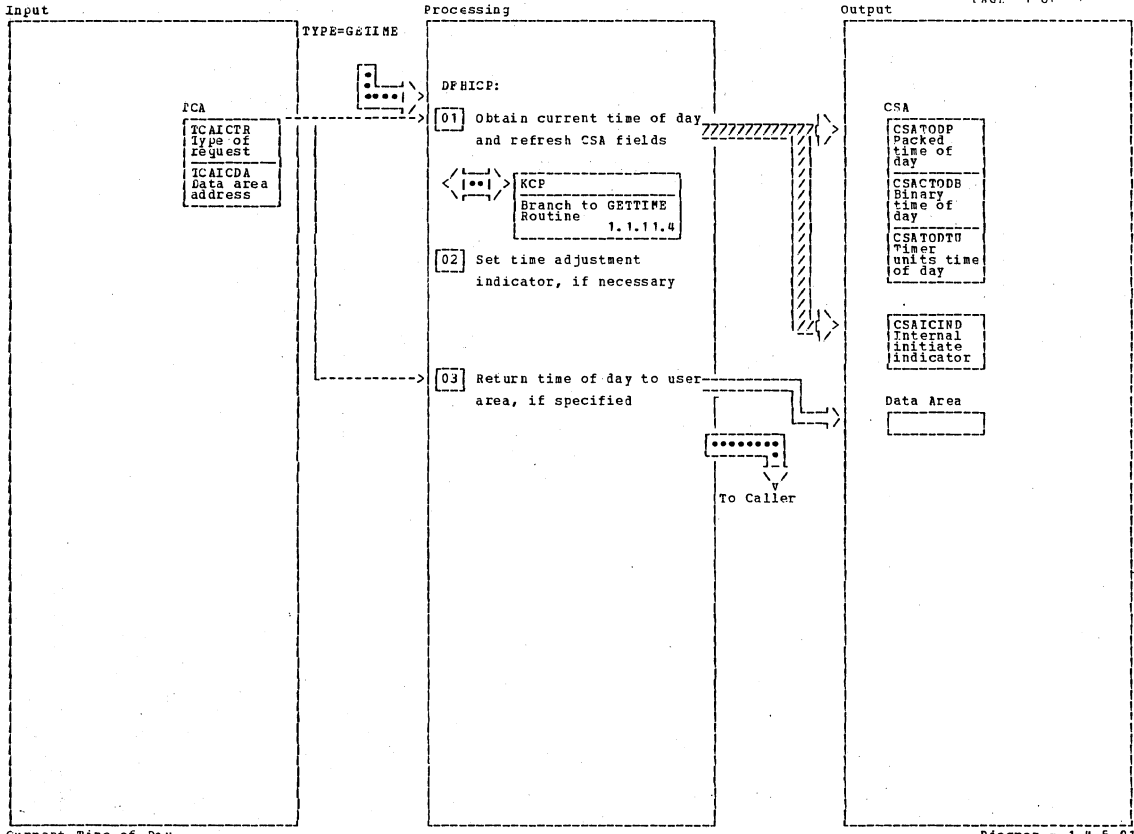 Input
Processing
Output
TYPE=GETIME
DFHICP:
TCA
TCAICTR
Type of
request
TCAICDA
Data area
address
01 Obtain current time of day
and refresh CSA fields
KCP
Branch to GETTIME
Routine
1.1.11.4
02 Set time adjustment
indicator, if necessary
03 Return time of day to user
area, if specified
To Caller
CSA
CSATODP
Packed
time of
day
CSACTODB
Binary
time of
day
CSATODTU
Timer
units time
of day
CSAICIND
Internal
initiate
indicator
Data Area
Current Time of Day